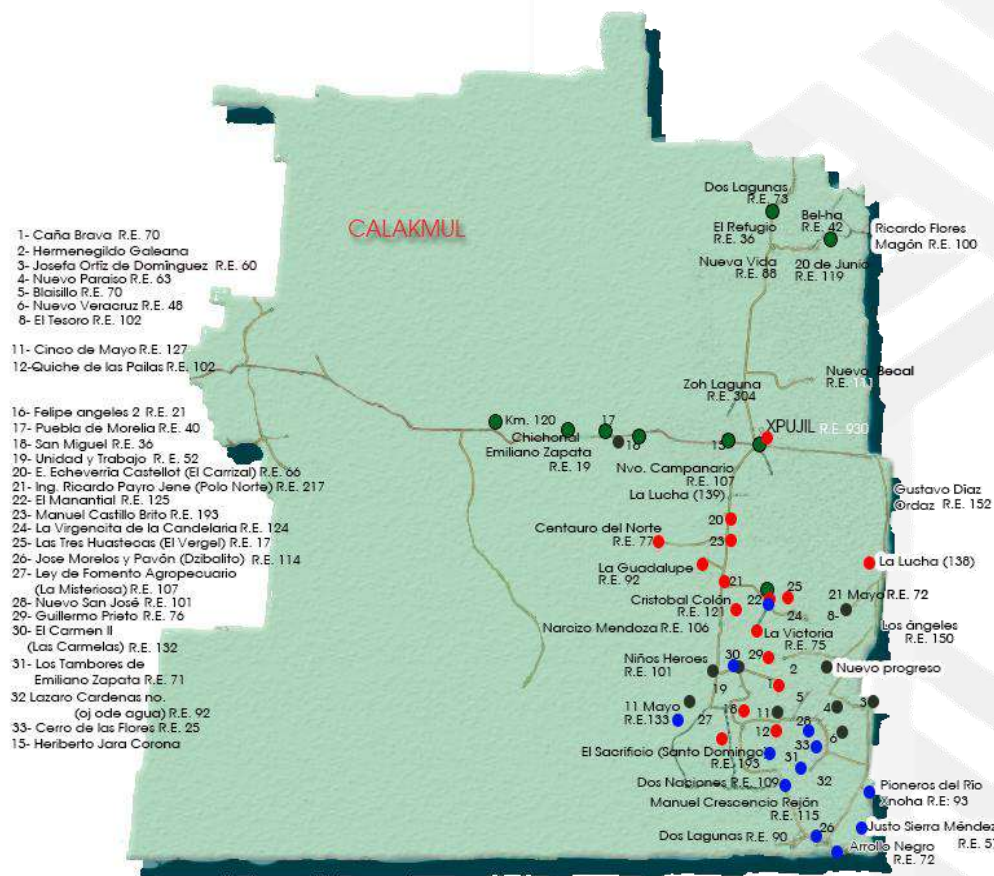 CALAKMUL
1- Caña Brava R.E. 70
2- Hermenegildo Galeana
3- Josefa Ortíz de Domínguez R.E. 60
4- Nuevo Paraíso R.E. 63
5- Blaisillo R.E. 70
6- Nuevo Veracruz R.E. 48
8- El Tesoro R.E. 102
11- Cinco de Mayo R.E. 127
12-Quiche de las Pailas R.E. 102
16- Felipe angeles 2 R.E. 21
17- Puebla de Morelia R.E. 40
18- San Miguel R.E. 36
19- Unidad y Trabajo R.E. 52
20- E. Echeverría Castellot (El Carrizal) R.E. 66
21- Ing. Ricardo Payro Jene (Polo Norte) R.E. 217
22- El Manantial R.E. 125
23- Manuel Castillo Brito R.E. 193
24- La Virgencita de la Candelaria R.E. 124
25- Las Tres Huastecas (El Vergel) R.E. 17
26- Jose Morelos y Pavón (Dzibalito) R.E. 114
27- Ley de Fomento Agropecuario
(La Misteriosa) R.E. 107
28- Nuevo San José R.E. 101
29- Guillermo Prieto R.E. 76
30- El Carmen II
(Las Carmelas) R.E. 132
31- Los Tambores de
Emiliano Zapata R.E. 71
32 Lazaro Cardenas no.
(oj ode agua) R.E. 92
33- Cerro de las Flores R.E. 25
15- Heriberto Jara Corona
Dos Lagunas
R.E. 73
Bel-ha
R.E. 42
El Refugio
R.E. 36
Ricardo Flores
Magón R.E. 100
Nueva Vida
R.E. 88
20 de Junio
R.E. 119
Nuevo Becal
R.E. 111
Zoh Laguna
R.E. 304
Km. 120
17
XPUJIL R.E. 930
Chichonal
16
15
Emiliano Zapata
R.E. 19
Nvo. Campanario
R.E. 107
La Lucha (139)
Gustavo Díaz
Ordaz R.E. 152
20
Centauro del Norte
R.E. 77
23
La Guadalupe
R.E. 92
La Lucha (138)
21
25
22
24
21 Mayo R.E. 72
8-
Cristobal Colón
R.E. 121
Narcizo Mendoza R.E. 106
La Victoria
R.E. 75
Los ángeles
R.E. 150
Niños Heroes
R.E. 101
30
29
2
Nuevo progreso
19
1
5
11 Mayo
R.E.133
27
18
11
4
3
12
28
6
33
El Sacrificio (Santo Domingo)
R.E. 193
31
32
Dos Naciones R.E. 109
Manuel Crescencio Rejón
R.E. 115
Pioneros del Río
Xnoha R.E: 93
Dos Lagunas R.E. 90
26
Justo Sierra Méndez
R.E. 57
Arrollo Negro
R.E. 72